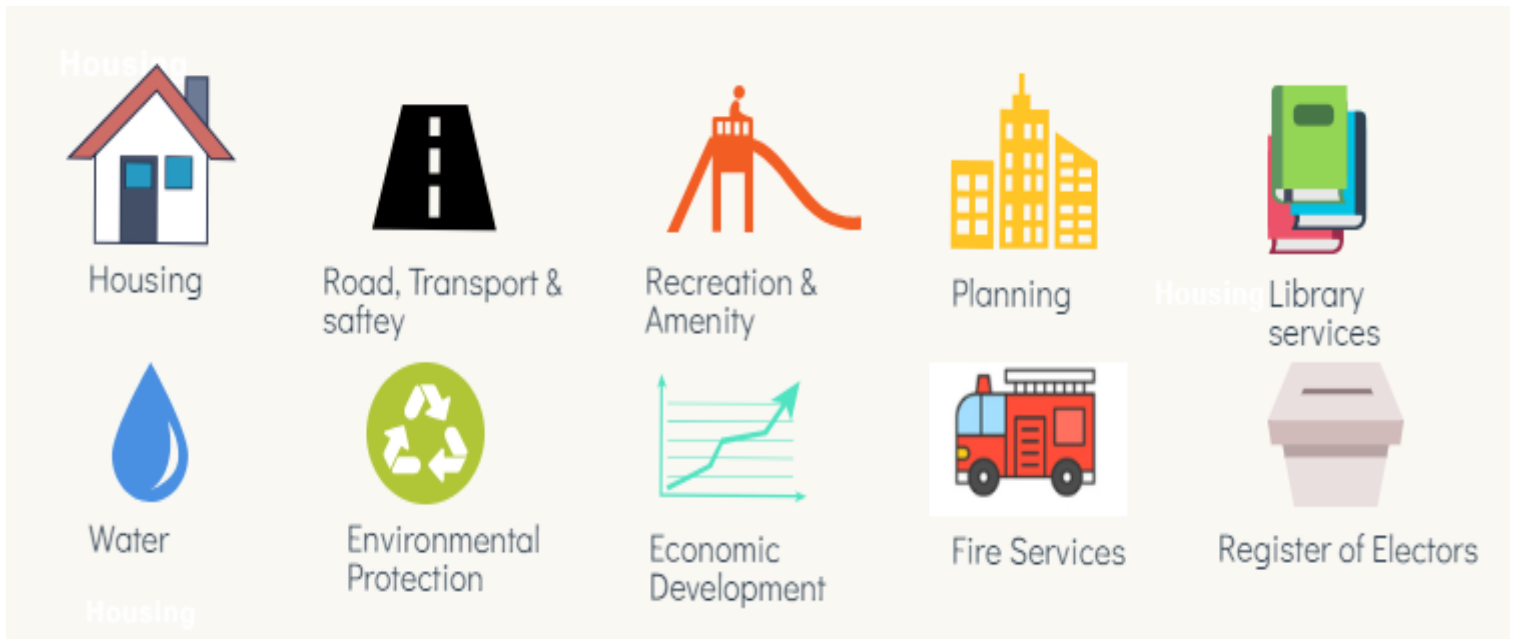 Housing
Housing
Road, Transport &
saftey
Recreation &
Amenity
Planning
Housing
Library
services
Water
Environmental
Protection
Economic
Development
Fire Services
Register of Electors
Housing